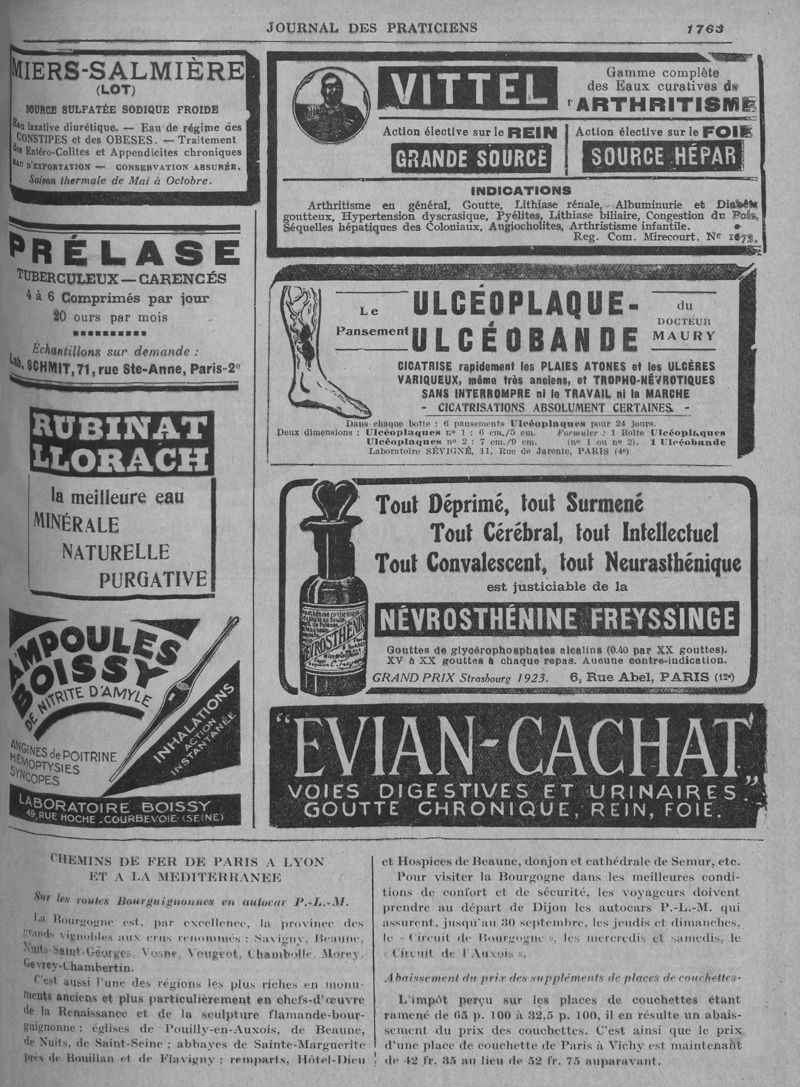 JOURNAL DES PRATICIENS 1763
MIERS-SALMIÈRE
(LOT)
SOURCE SULFATÉE SODIQUE FROIDE
Eau laxative diurétique. — Eau de régime des
CONSTIPES et des OBESES. — Traitement
des Entéro-Colites et Appendicites chroniques
EAU D'EXPORTATION — CONSERVATION ASSURÉE.
Saison thermale de Mai à Octobre.
PRÉLASE
TUBERCULEUX — CARENCÉS
4 à 6 Comprimés par jour
20 ours par mois
Échantillons sur demande :
Lab. SCHMIT, 71, rue Ste-Anne, Paris-2e
RUBINAT
LLORACH
la meilleure eau
MINÉRALE
NATURELLE
PURGATIVE
AMPOULES
BOISSY
DE NITRITE D'AMYLE
INHALATIONS
ACTION
INSTANTANÉE
ANGINES de POITRINE
HEMOPTYSIES
SYNCOPES
LABORATOIRE BOISSY
49, RUE HOCHE - COURBEVOIE (SEINE)
VITTEL
Gamme complète
des Eaux curatives de
l'ARTHRITISME
Action élective sur le REIN
GRANDE SOURCE
Action élective sur le FOIE
SOURCE HÉPAR
INDICATIONS
Arthritisme en général, Goutte, Lithiase rénale, Albuminurie et Diabète
goutteux, Hypertension dyscrasique, Pyélites, Lithiase biliaire, Congestion du Foie,
Séquelles hépatiques des Coloniaux, Angiocholites, Arthristisme infantile.
Reg. Com. Mirecourt, No 1673.
Le
Pansement
ULCÉOPLAQUE-
ULCÉOBANDE
du
DOCTEUR
MAURY
CICATRISE rapidement les PLAIES ATONES et les ULCÈRES
VARIQUEUX, même très anciens, et TROPHO-NÉVROTIQUES
SANS INTERROMPRE ni le TRAVAIL ni la MARCHE
- CICATRISATIONS ABSOLUMENT CERTAINES -
Dans chaque boîte : 6 pansements Ulcéoplaques pour 24 jours.
Deux dimensions : Ulcéoplaques no 1 : 6 cm./5 cm. Formuler : 1 Boîte Ulcéoplaques
Ulcéoplaques no 2 : 7 cm./9 cm. (no 1 ou no 2). 1 Ulcéobande
Laboratoire SÉVIGNÉ, 11, Rue de Jarente, PARIS (4e)
Tout Déprimé, tout Surmené
Tout Cérébral, tout Intellectuel
Tout Convalescent, tout Neurasthénique
est justiciable de la
NÉVROSTHÉNINE FREYSSINGE
Gouttes de glycérophosphates alcalins (0.40 par XX gouttes).
XV à XX gouttes à chaque repas. Aucune contre-indication.
GRAND PRIX Strasbourg 1923. 6, Rue Abel, PARIS (12e)
NÉVROSTHÉNIN
"EVIAN-CACHAT"
VOIES DIGESTIVES ET URINAIRES
GOUTTE CHRONIQUE, REIN, FOIE.
CHEMINS DE FER DE PARIS A LYON
ET A LA MEDITERRANEE
Sur les routes Bourguignonnes en autocar P.-L.-M.
La Bourgogne est, par excellence, la province des
grands vignobles aux crus renommés : Savigny, Beaune,
Nuits-Saint-Georges, Vosne, Vougeot, Chambolle, Morey,
Gevrey-Chambertin.
C'est aussi l'une des régions les plus riches en monu-
ments anciens et plus particulièrement en chefs-d'œuvre
de la Renaissance et de la sculpture flamande-bour-
guignonne : églises de Pouilly-en-Auxois, de Beaune,
de Nuits, de Saint-Seine ; abbayes de Sainte-Marguerite
près de Bouillan et de Flavigny ; remparts, Hôtel-Dieu
et Hospices de Beaune, donjon et cathédrale de Semur, etc.
Pour visiter la Bourgogne dans les meilleures condi-
tions de confort et de sécurité, les voyageurs doivent
prendre au départ de Dijon les autocars P.-L.-M. qui
assurent, jusqu'au 30 septembre, les jeudis et dimanches,
le « Circuit de Bourgogne », les mercredis et samedis, le
« Circuit de l'Auxois ».
Abaissement du prix des suppléments de places de couchettes.
L'impôt perçu sur les places de couchettes étant
ramené de 65 p. 100 à 32,5 p. 100, il en résulte un abais-
sement du prix des couchettes. C'est ainsi que le prix
d'une place de couchette de Paris à Vichy est maintenant
de 42 fr. 35 au lieu de 52 fr. 75 auparavant.